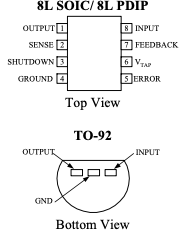 8L SOIC/ 8L PDIP
OUTPUT 1 8 INPUT
SENSE 2 7 FEEDBACK
SHUTDOWN 3 6 VTAP
GROUND 4 5 ERROR
Top View
TO-92
OUTPUT INPUT
GND
Bottom View